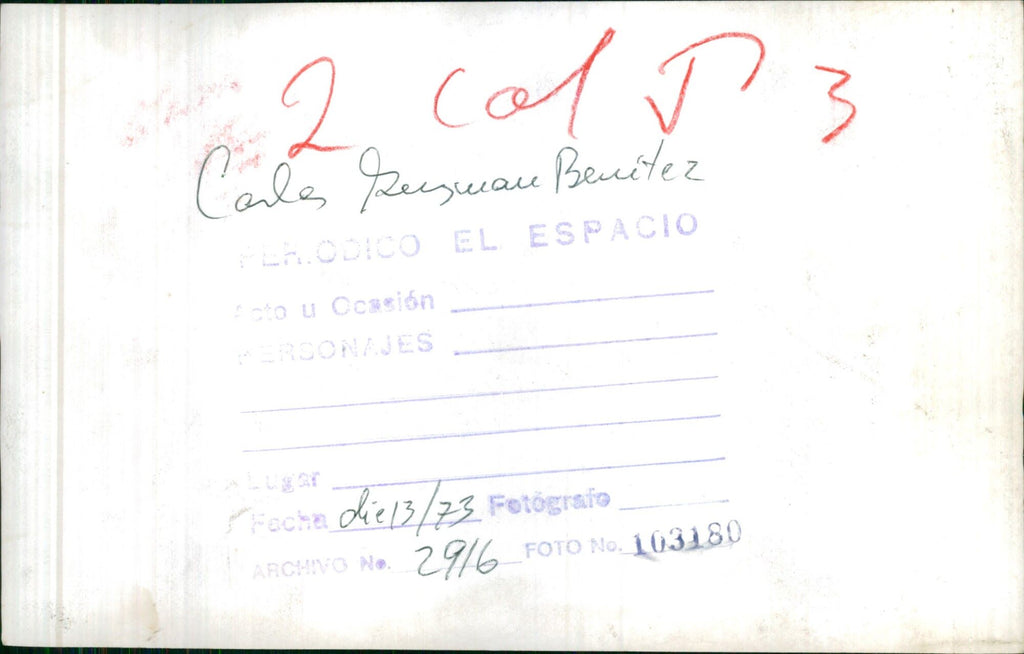 2 Col P 3
Carlos Guzman Benitez
PERIODICO EL ESPACIO
Acto u Ocasión
PERSONAJES
Lugar
Fecha dic 13/73 Fotógrafo
ARCHIVO No. 2916 FOTO No. 103180